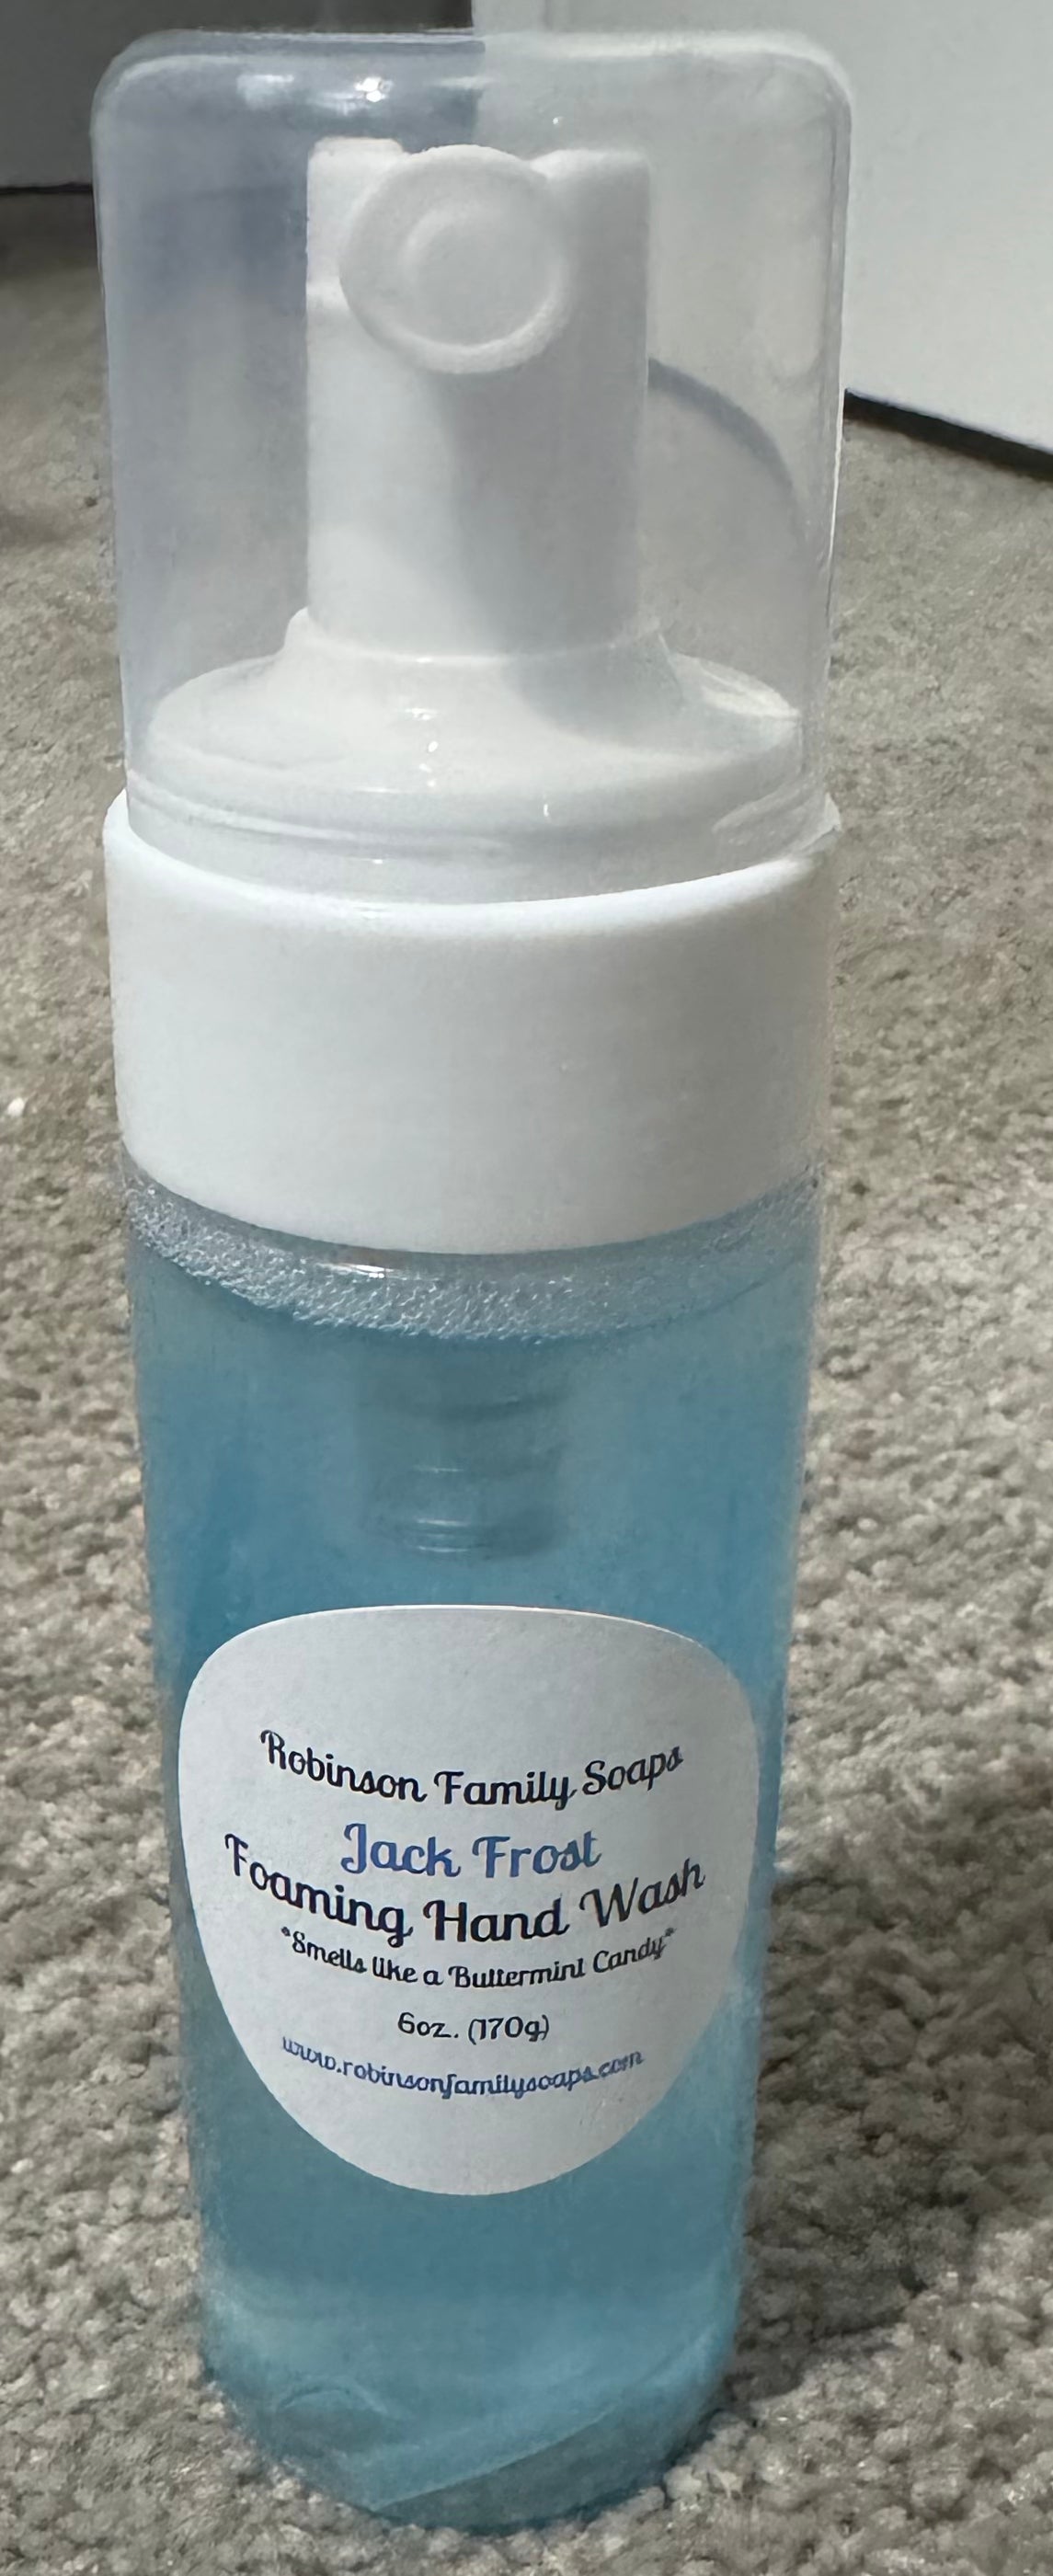 Robinson Family Soaps
Jack Frost
Foaming Hand Wash
*Smells like a Buttermint Candy*
6oz. (170g)
www.robinsonfamilysoaps.com